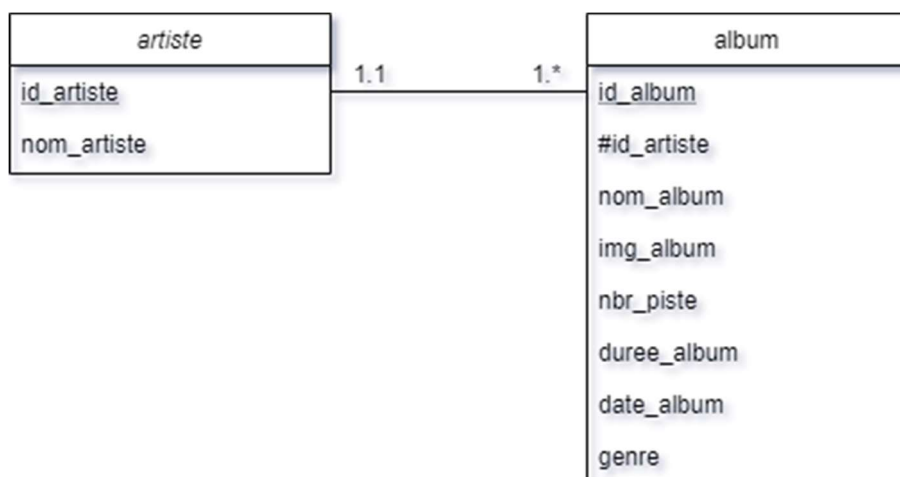 artiste
id_artiste
nom_artiste
1.1
1.*
album
id_album
#id_artiste
nom_album
img_album
nbr_piste
duree_album
date_album
genre